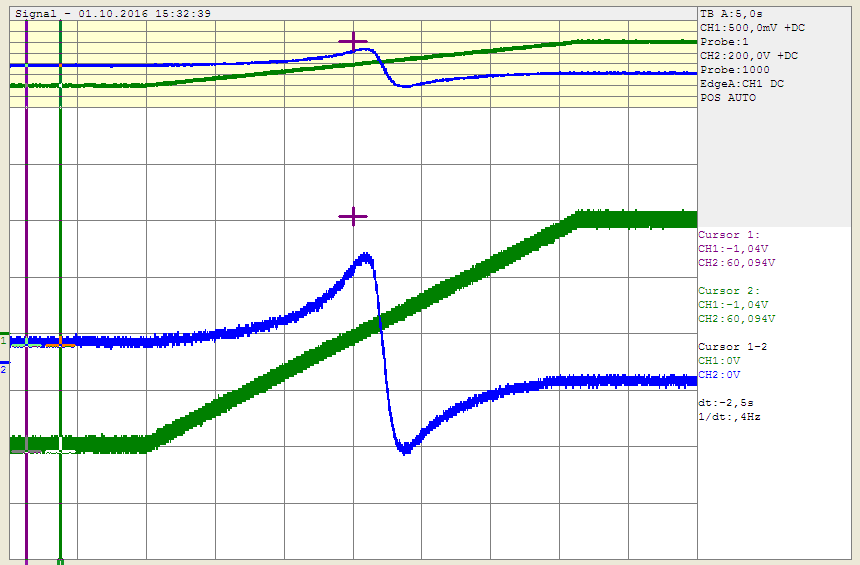 Signal - 01.10.2016 15:32:39
TB A:5,0s
CH1:500,0mV +DC
Probe:1
CH2:200,0V +DC
Probe:1000
EdgeA:CH1 DC
POS AUTO
Cursor 1:
CH1:-1,04V
CH2:60,094V
Cursor 2:
CH1:-1,04V
CH2:60,094V
Cursor 1-2
CH1:0V
CH2:0V
dt:-2,5s
1/dt:,4Hz
1
2